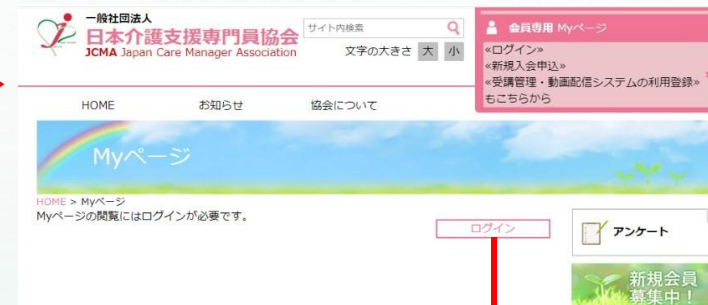 一般社団法人
日本介護支援専門員協会
JCMA Japan Care Manager Association
サイト内検索
文字の大きさ 大 小
会員専用 Myページ
«ログイン»
«新規入会申込»
«受講管理・動画配信システムの利用登録»
もこちらから
HOME お知らせ 協会について
Myページ
HOME > Myページ
Myページの閲覧にはログインが必要です。
ログイン
アンケート
新規会員
募集中！